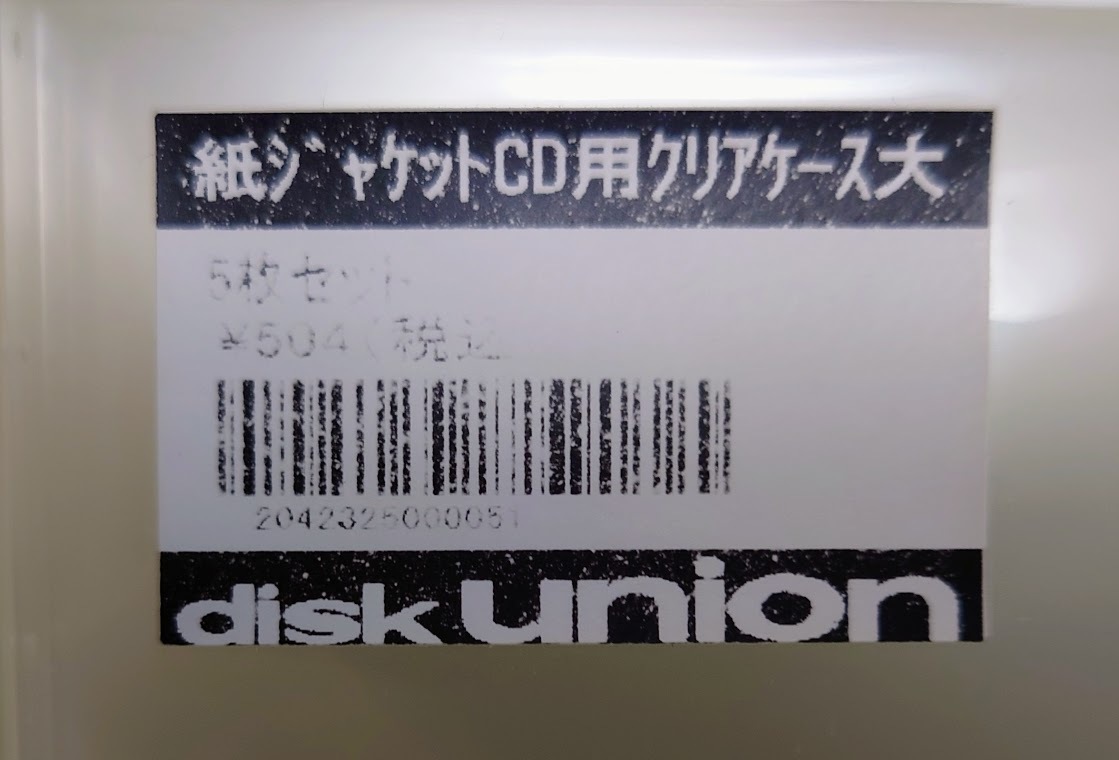 紙ジャケットCD用クリアケース大
5枚セット
¥504(税込
2042325000051
disk union